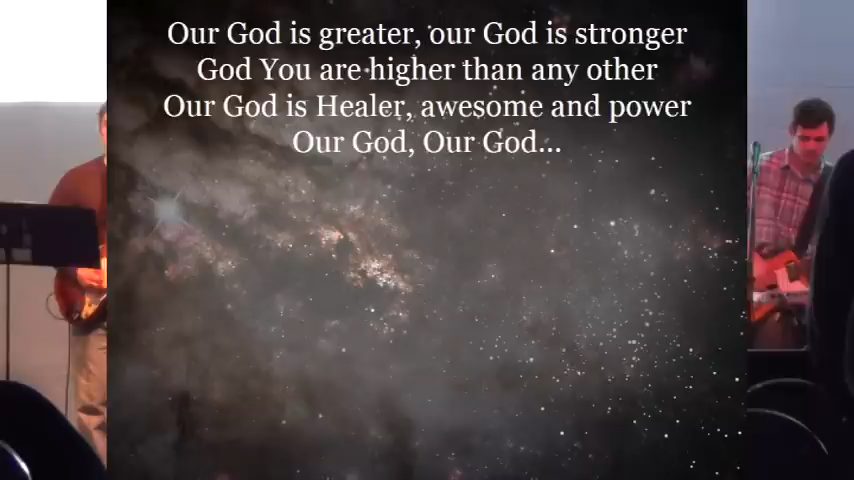 Our God is greater, our God is stronger
God You are higher than any other
Our God is Healer, awesome and power
Our God, Our God...